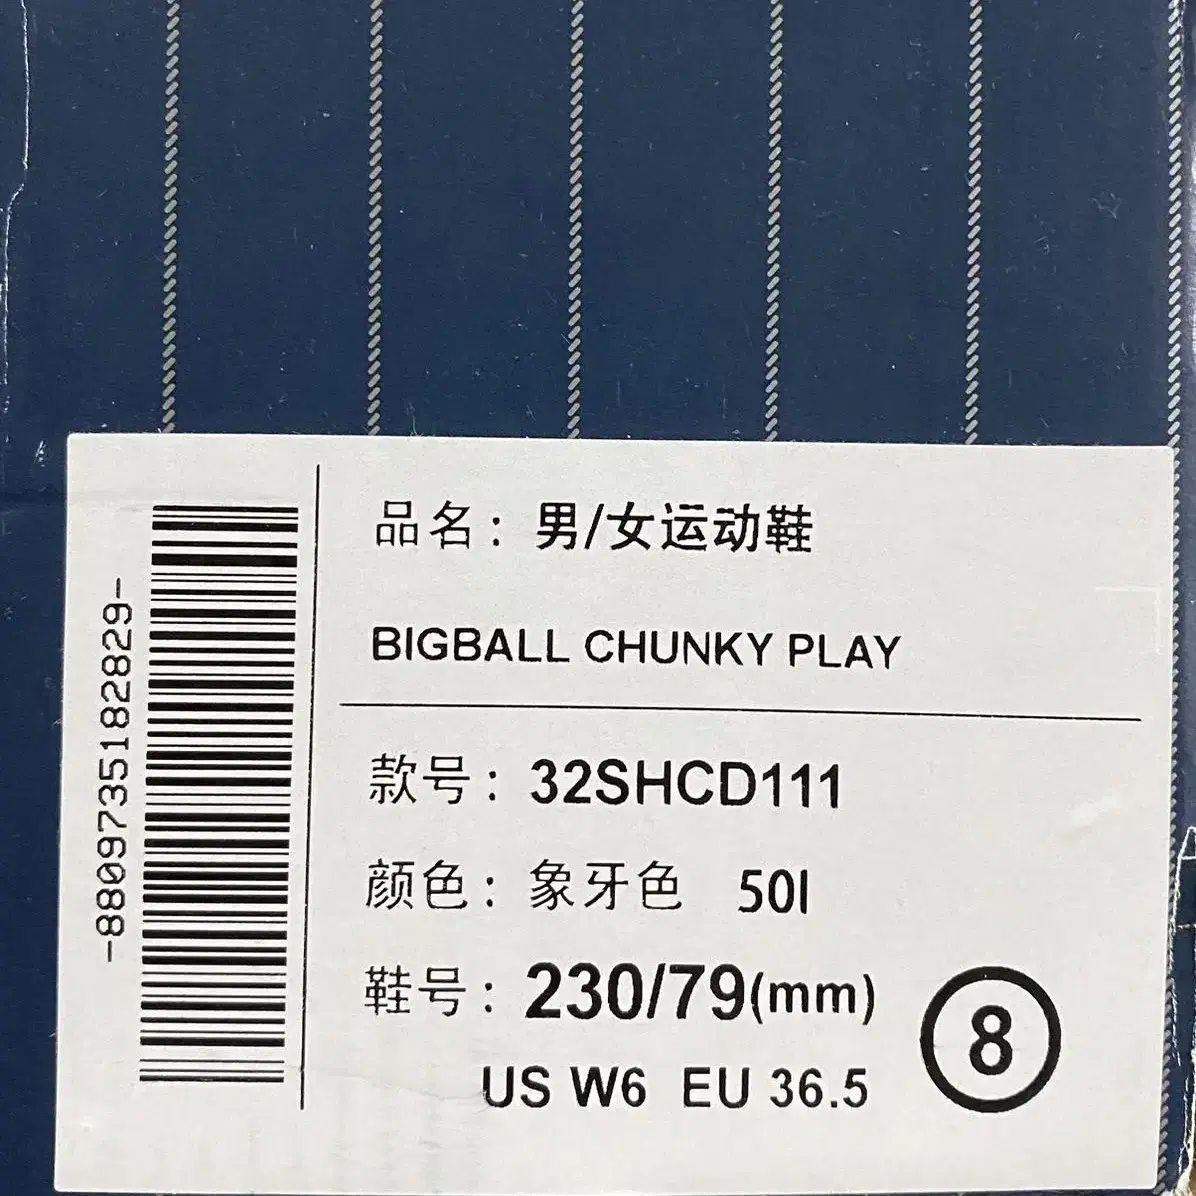 品名：男/女运动鞋
BIGBALL CHUNKY PLAY
款号：32SHCD111
颜色：象牙色 50I
鞋号：230/79(mm)
US W6 EU 36.5
8
-8809735182829-